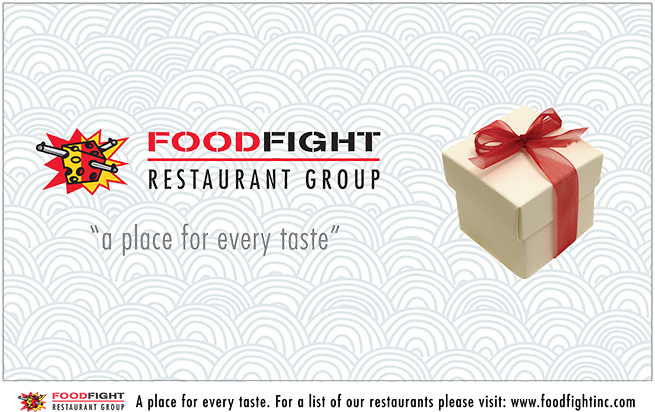 FOODFIGHT
RESTAURANT GROUP
“a place for every taste”
FOODFIGHT
RESTAURANT GROUP
A place for every taste. For a list of our restaurants please visit: www.foodfightinc.com